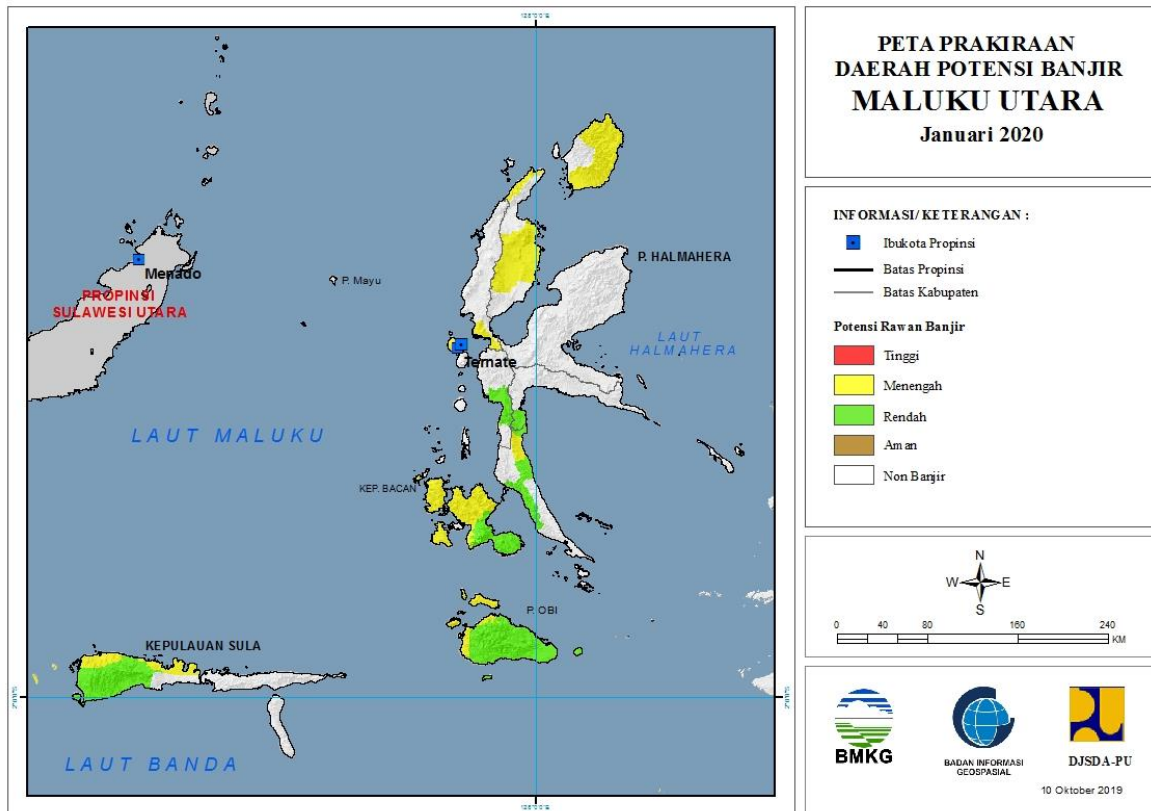 PETA PRAKIRAAN
DAERAH POTENSI BANJIR
MALUKU UTARA
Januari 2020
P. HALMAHERA
Menado
PROPINSI
SULAWESI UTARA
P. Mayu
LAUT
HALMAHERA
Ternate
LAUT MALUKU
KEP. BACAN
P. OBI
KEPULAUAN SULA
LAUT BANDA
INFORMASI/ KETERANGAN :
Ibukota Propinsi
Batas Propinsi
Batas Kabupaten
Potensi Rawan Banjir
Tinggi
Menengah
Rendah
Aman
Non Banjir
N
W E
S
0 40 80 160 240
KM
BMKG
BADAN INFORMASI
GEOSPASIAL
DJSDA-PU
10 Oktober 2019